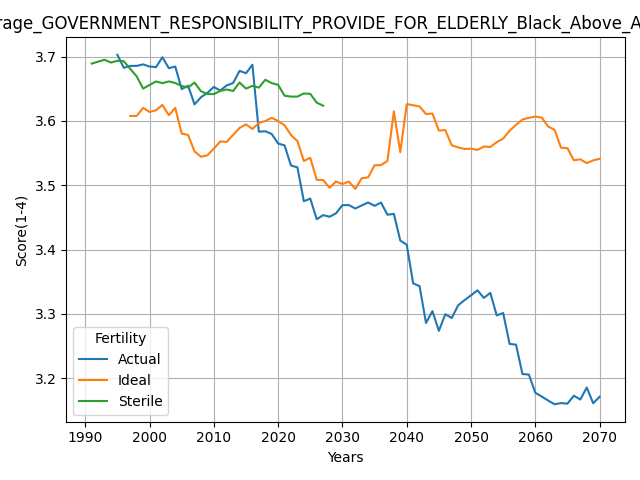 rage_GOVERNMENT_RESPONSIBILITY_PROVIDE_FOR_ELDERLY_Black_Above_A
3.7
3.6
3.5
3.4
3.3
3.2
Score(1-4)
Fertility
Actual
Ideal
Sterile
1990 2000 2010 2020 2030 2040 2050 2060 2070
Years